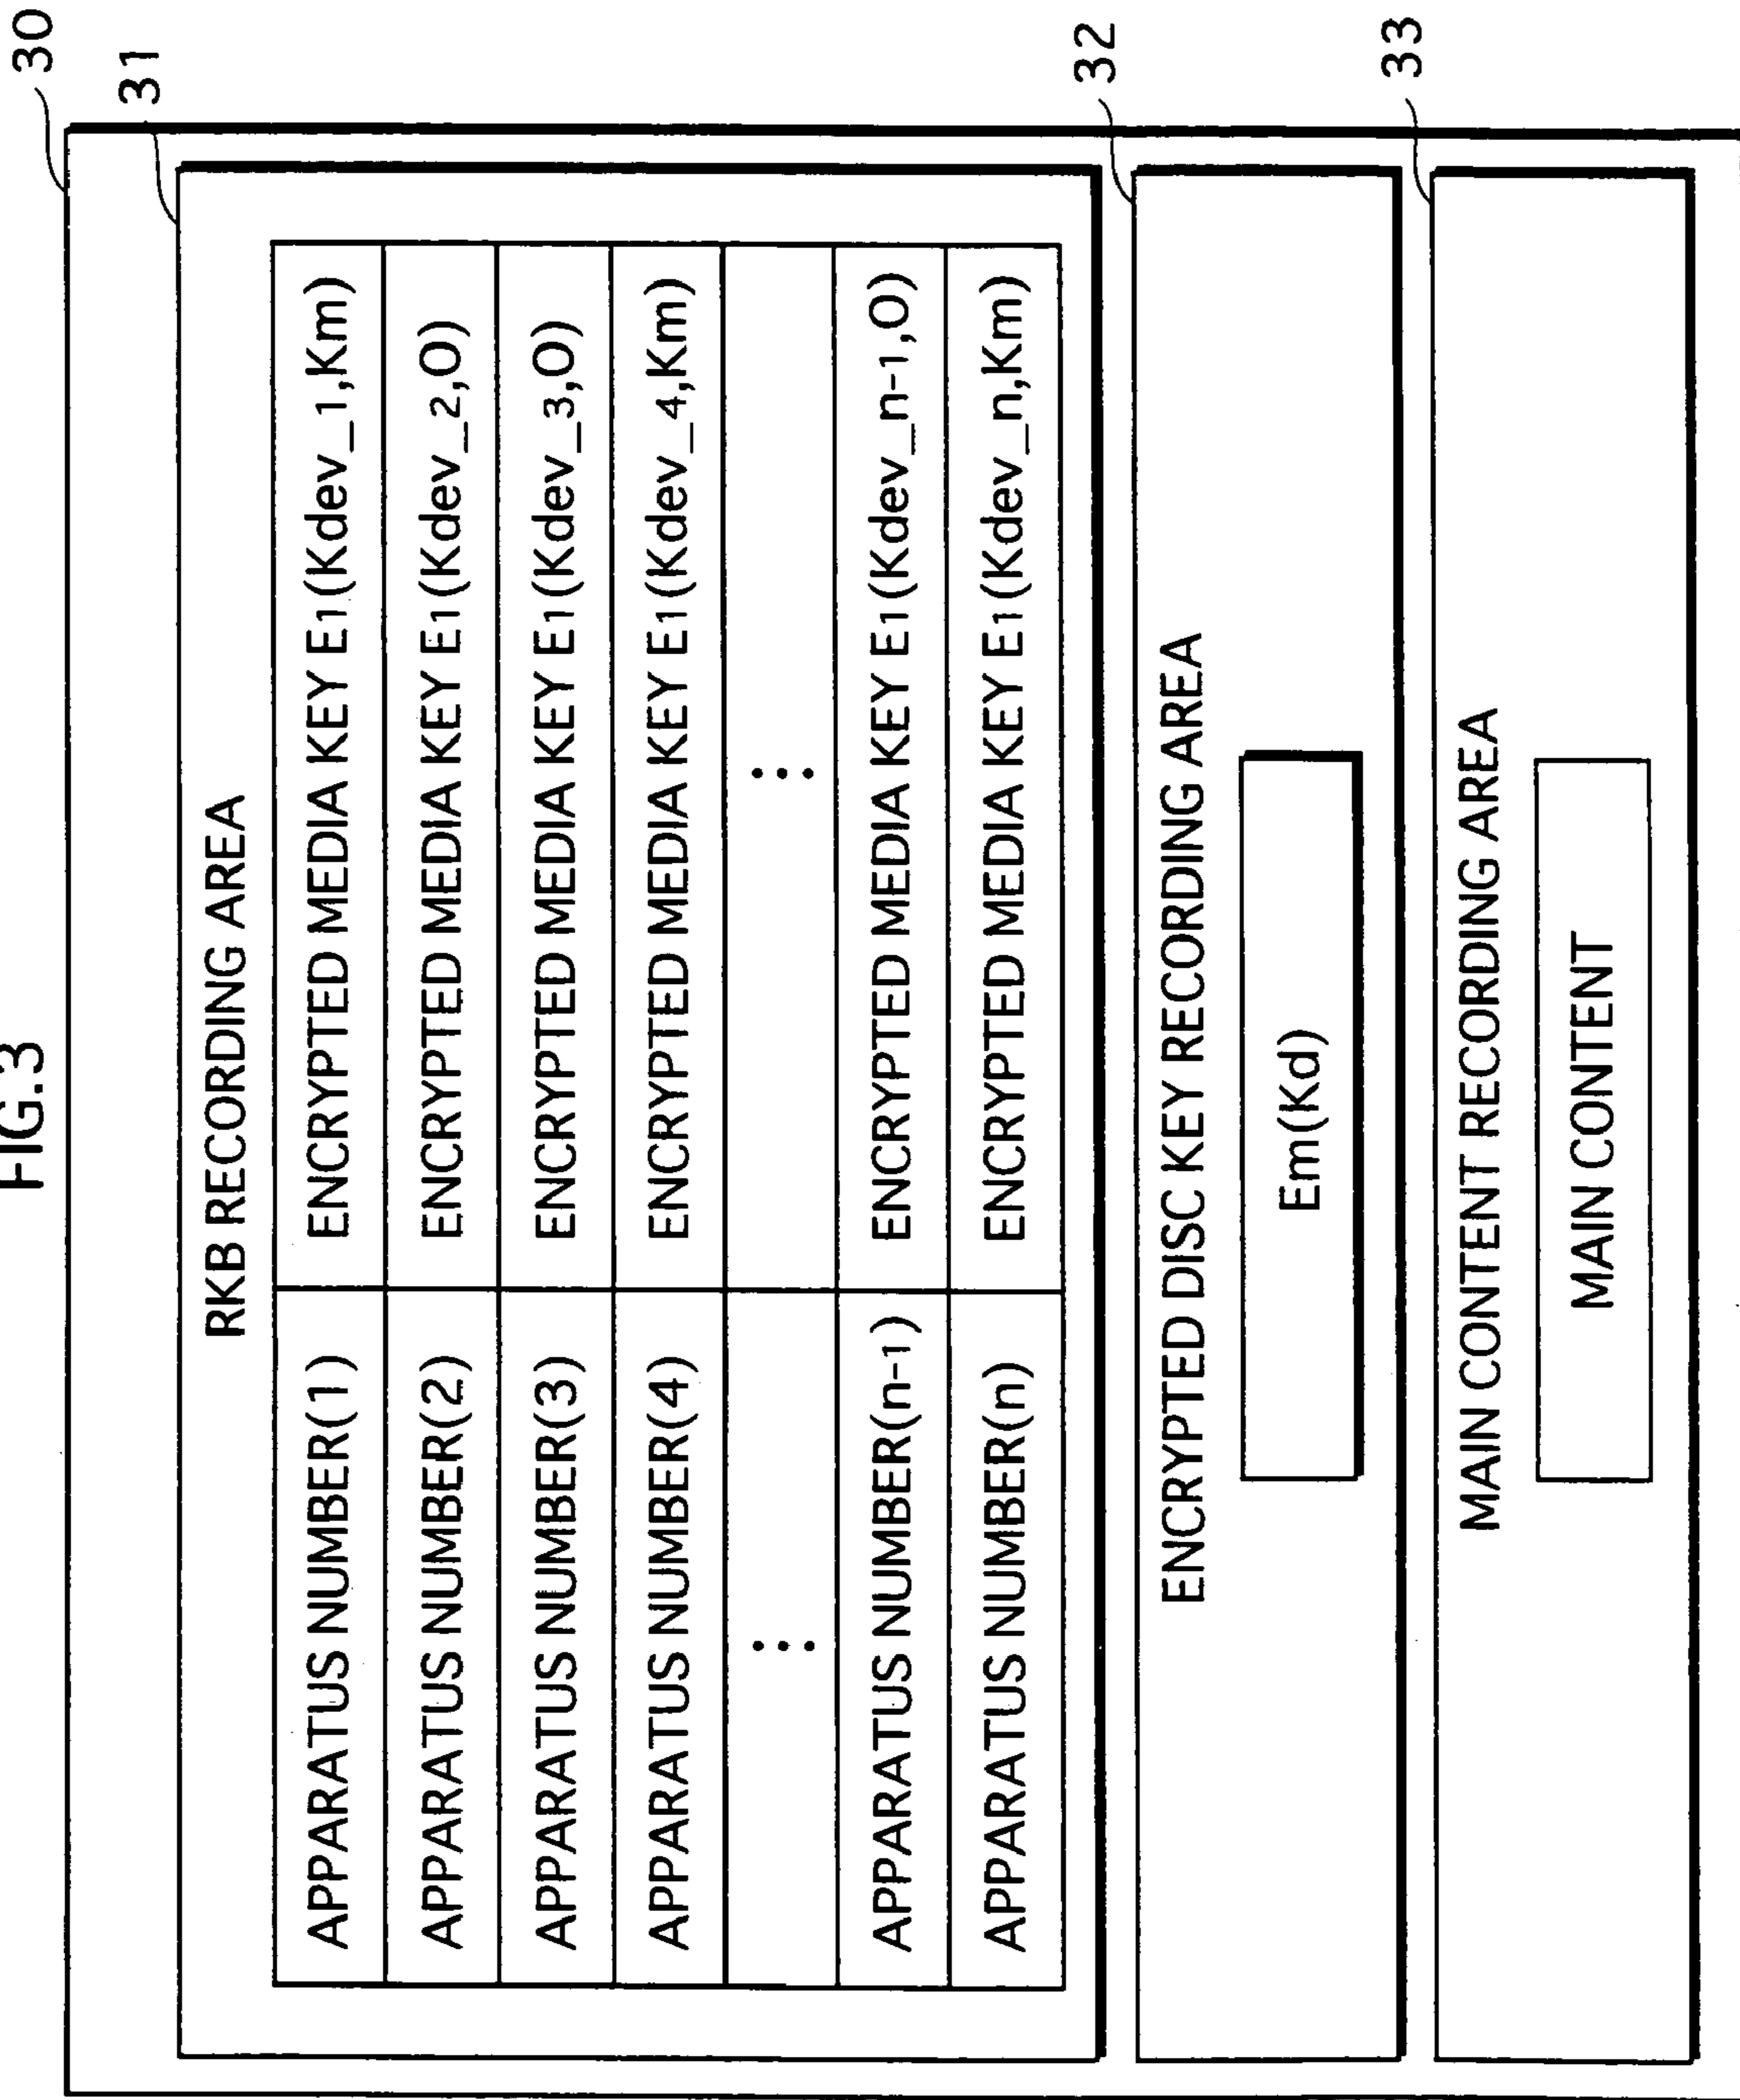 FIG.3
30
31
RKB RECORDING AREA
APPARATUS NUMBER(1) ENCRYPTED MEDIA KEY E1(Kdev_1,Km)
APPARATUS NUMBER(2) ENCRYPTED MEDIA KEY E1(Kdev_2,0)
APPARATUS NUMBER(3) ENCRYPTED MEDIA KEY E1(Kdev_3,0)
APPARATUS NUMBER(4) ENCRYPTED MEDIA KEY E1(Kdev_4,Km)
... ...
APPARATUS NUMBER(n-1) ENCRYPTED MEDIA KEY E1(Kdev_n-1,0)
APPARATUS NUMBER(n) ENCRYPTED MEDIA KEY E1(Kdev_n,Km)
32
ENCRYPTED DISC KEY RECORDING AREA
Em(Kd)
33
MAIN CONTENT RECORDING AREA
MAIN CONTENT